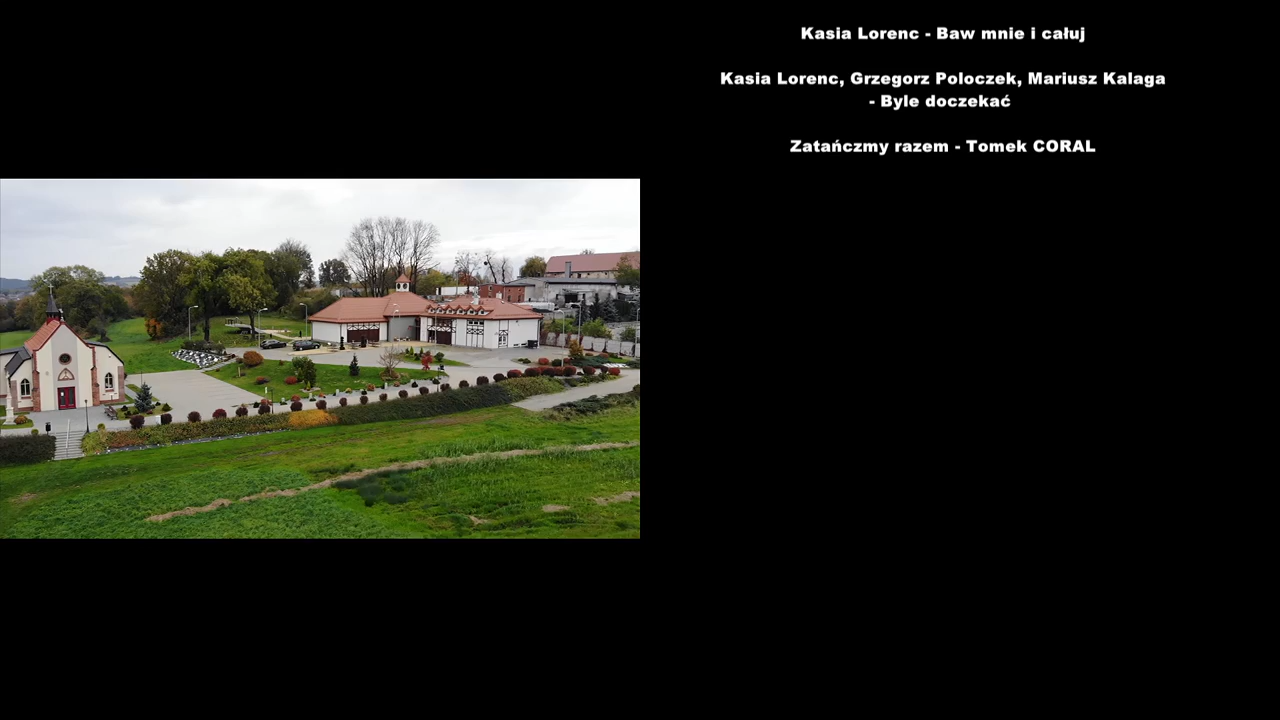 Kasia Lorenc - Baw mnie i całuj
Kasia Lorenc, Grzegorz Poloczek, Mariusz Kalaga
- Byle doczekać
Zatańczmy razem - Tomek CORAL